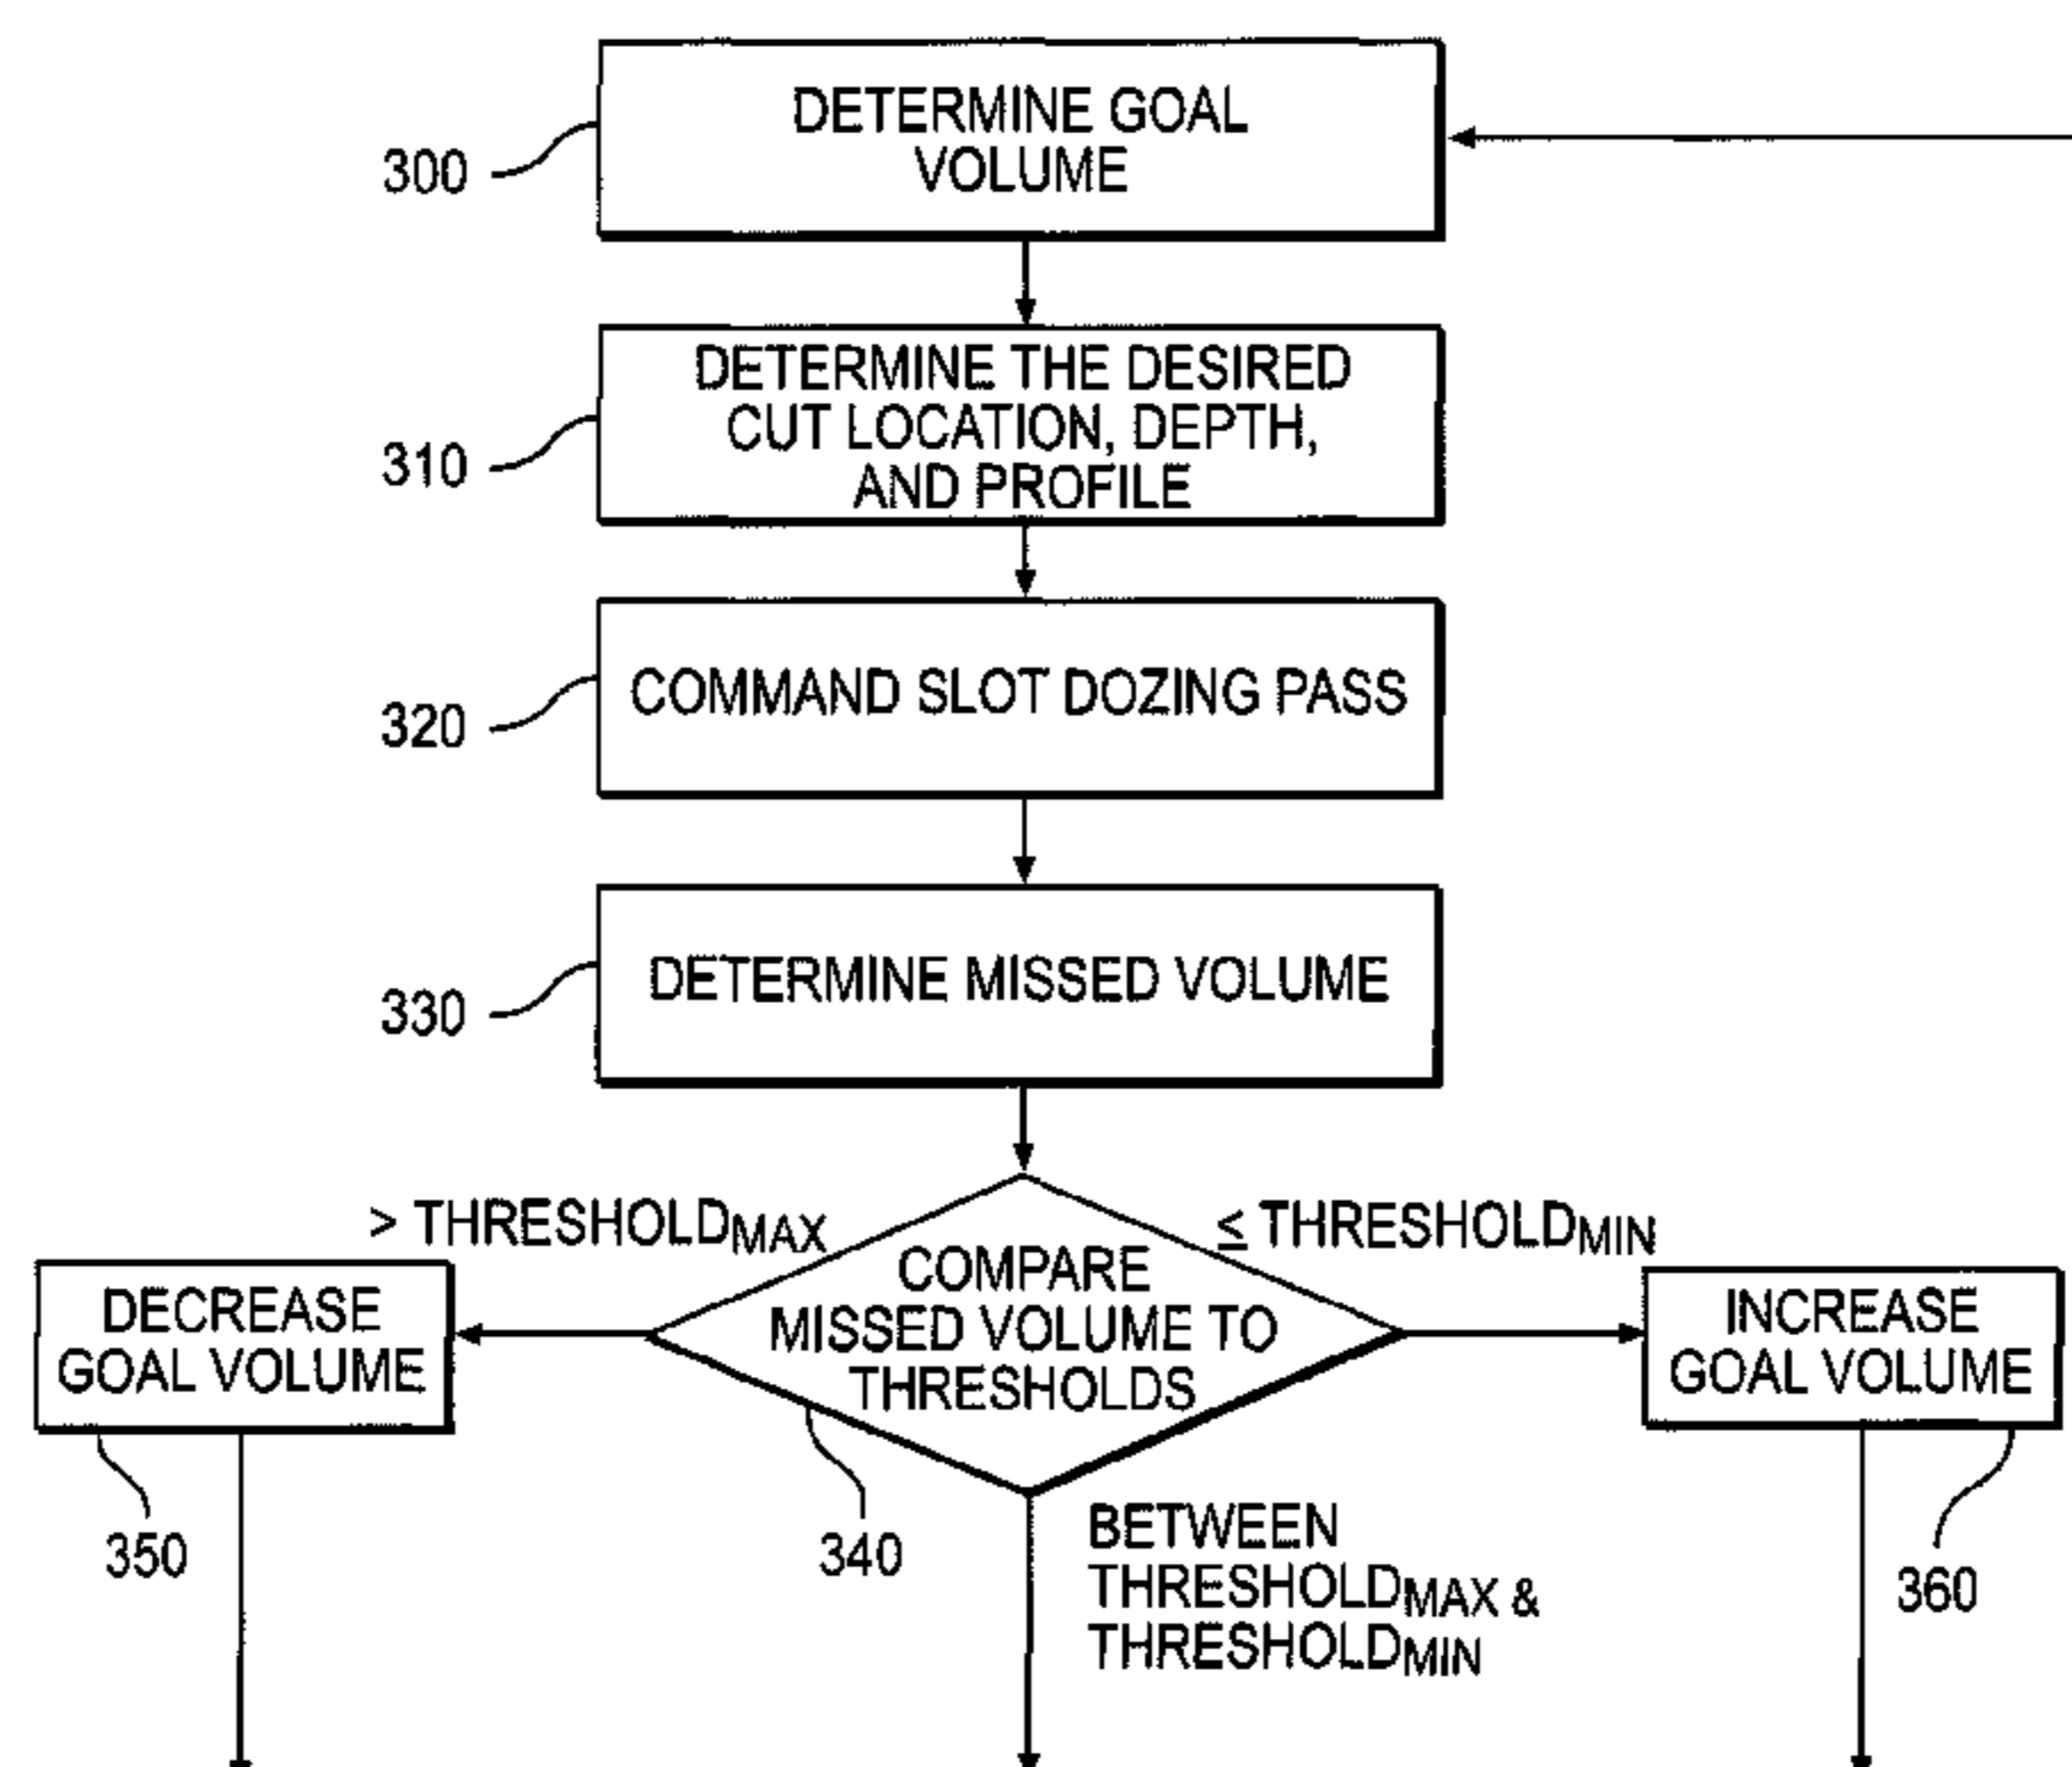 DETERMINE GOAL
VOLUME
300
DETERMINE THE DESIRED
CUT LOCATION, DEPTH,
AND PROFILE
310
COMMAND SLOT DOZING PASS
320
DETERMINE MISSED VOLUME
330
> THRESHOLDMAX
≤ THRESHOLDMIN
DECREASE
GOAL VOLUME
COMPARE
MISSED VOLUME TO
THRESHOLDS
INCREASE
GOAL VOLUME
350
340
BETWEEN
THRESHOLDMAX &
THRESHOLDMIN
360